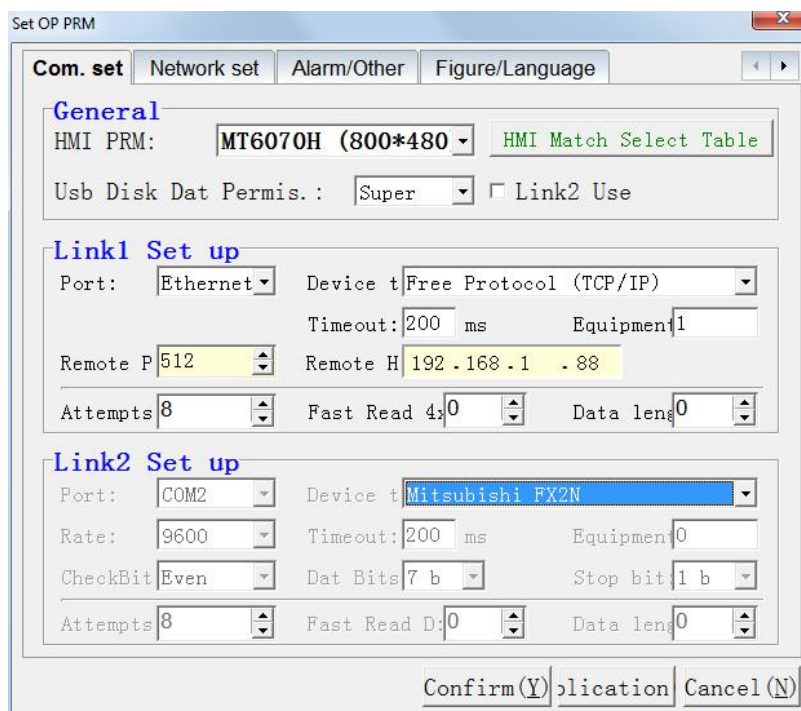 Set OP PRM
Com. set Network set Alarm/Other Figure/Language
General
HMI PRM: MT6070H (800*480 HMI Match Select Table
Usb Disk Dat Permis.: Super Link2 Use
Link1 Set up
Port: Ethernet Device t Free Protocol (TCP/IP)
Timeout: 200 ms Equipment 1
Remote P 512 Remote H 192 . 168 . 1 . 88
Attempts 8 Fast Read 4x 0 Data leng 0
Link2 Set up
Port: COM2 Device t Mitsubishi FX2N
Rate: 9600 Timeout: 200 ms Equipment 0
CheckBit Even Dat Bits 7 b Stop bit: 1 b
Attempts 8 Fast Read D: 0 Data leng 0
Confirm(Y) plication Cancel(N)